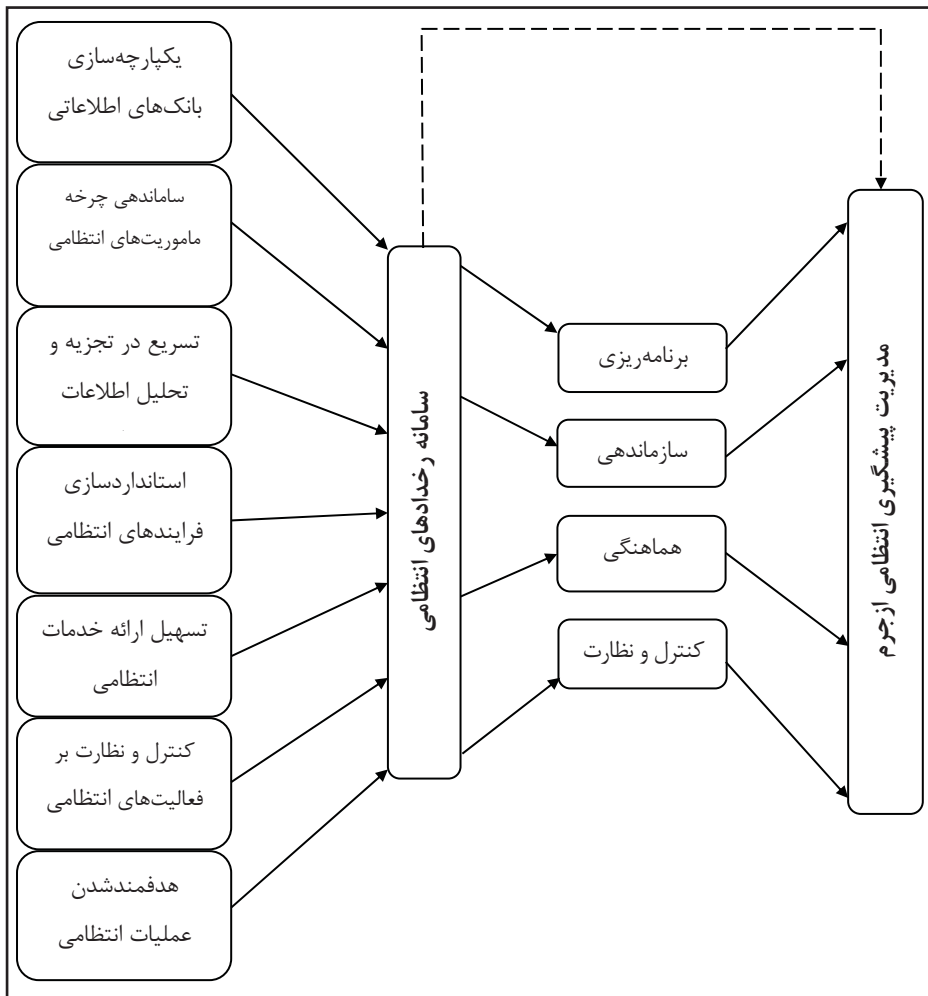 یکپارچه‌سازی
بانک‌های اطلاعاتی
ساماندهی چرخه
ماموریت‌های انتظامی
تسریع در تجزیه و
تحلیل اطلاعات
استانداردسازی
فرایندهای انتظامی
تسهیل ارائه خدمات
انتظامی
کنترل و نظارت بر
فعالیت‌های انتظامی
هدفمندشدن
عملیات انتظامی
سامانه رخدادهای انتظامی
برنامه‌ریزی
سازماندهی
هماهنگی
کنترل و نظارت
مدیریت پیشگیری انتظامی ازجرم